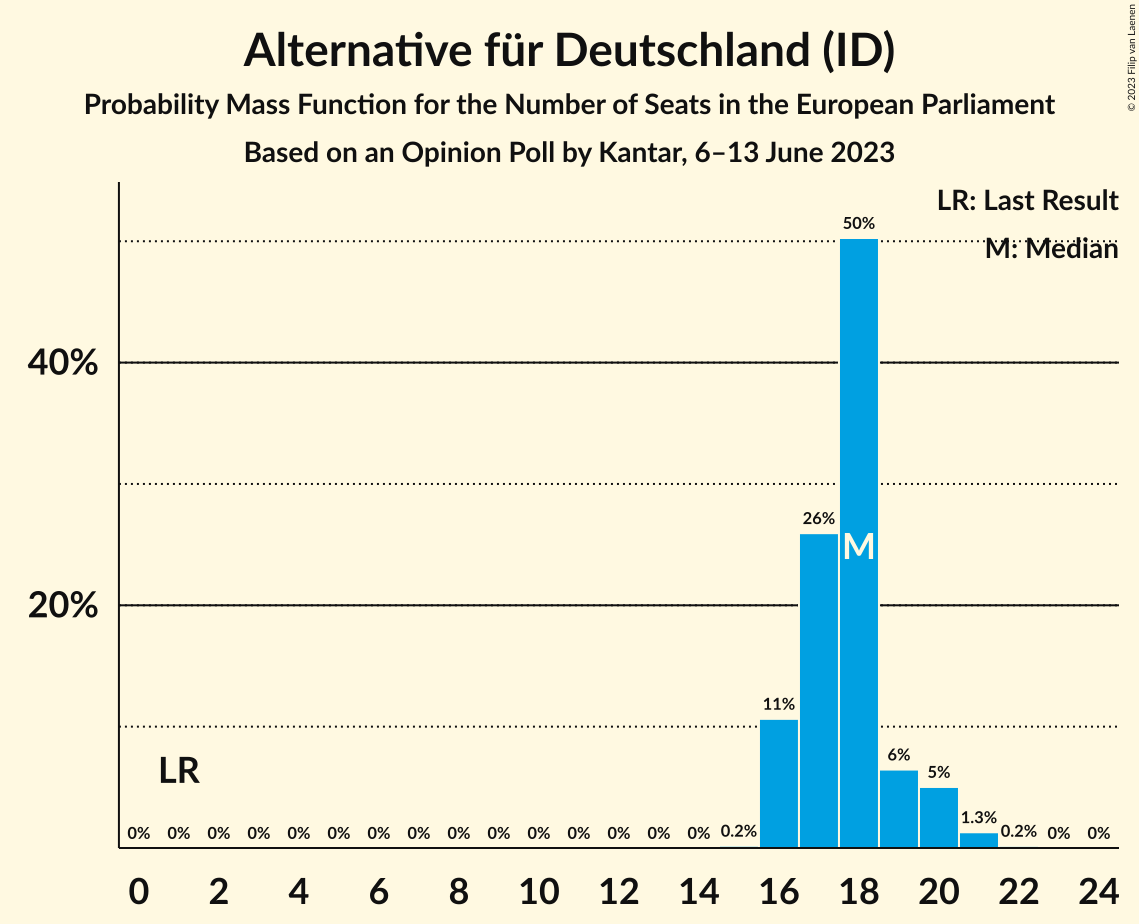 Alternative für Deutschland (ID)
Probability Mass Function for the Number of Seats in the European Parliament
Based on an Opinion Poll by Kantar, 6–13 June 2023
© 2023 Filip van Laenen
LR: Last Result
M: Median
50%
40%
26%
M
20%
11%
LR
6%
5%
1.3%
0% 0% 0% 0% 0% 0% 0% 0% 0% 0% 0% 0% 0% 0% 0% 0.2% 0.2% 0% 0%
0 2 4 6 8 10 12 14 16 18 20 22 24